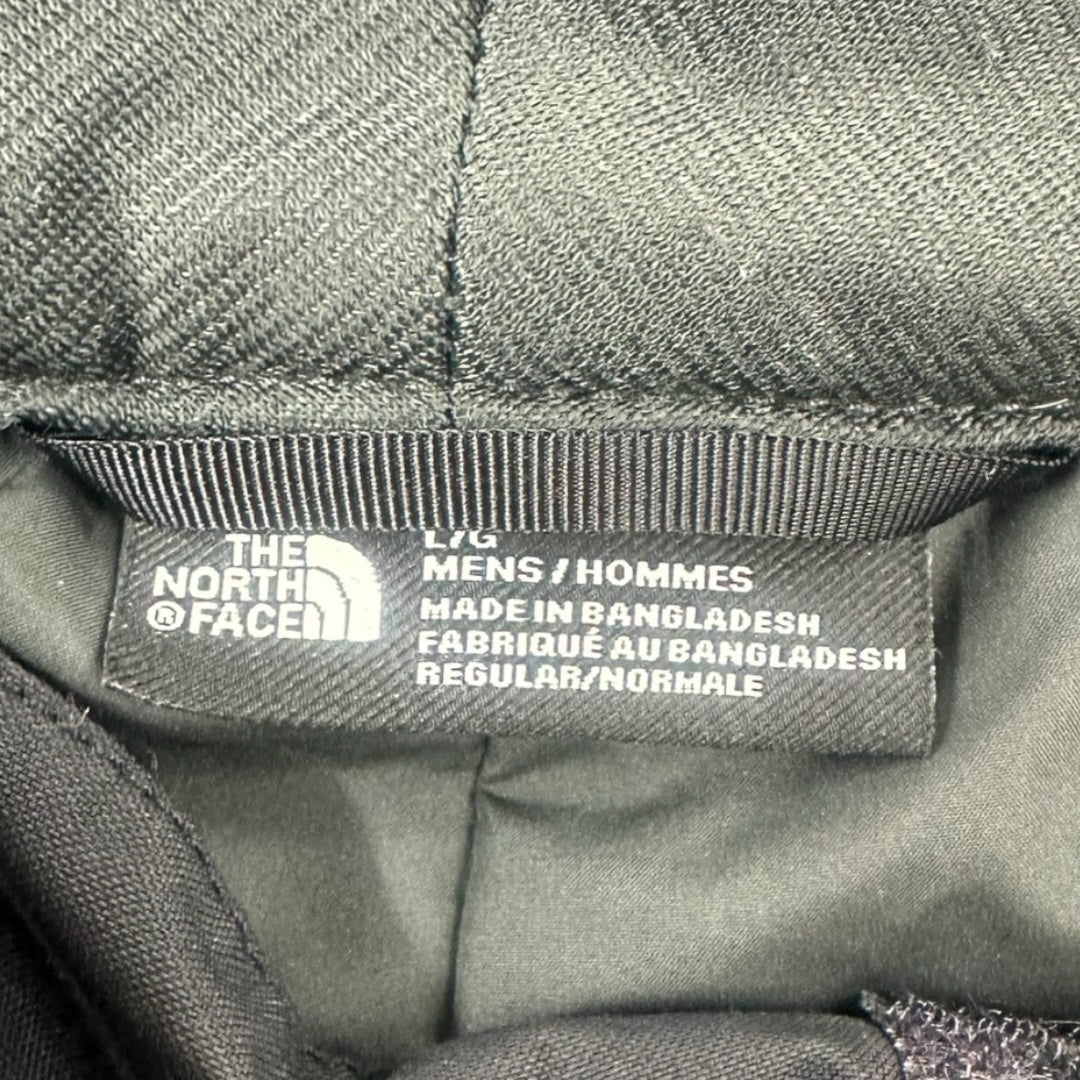 THE
NORTH
® FACE
L/G
MENS / HOMMES
MADE IN BANGLADESH
FABRIQUÉ AU BANGLADESH
REGULAR/NORMALE